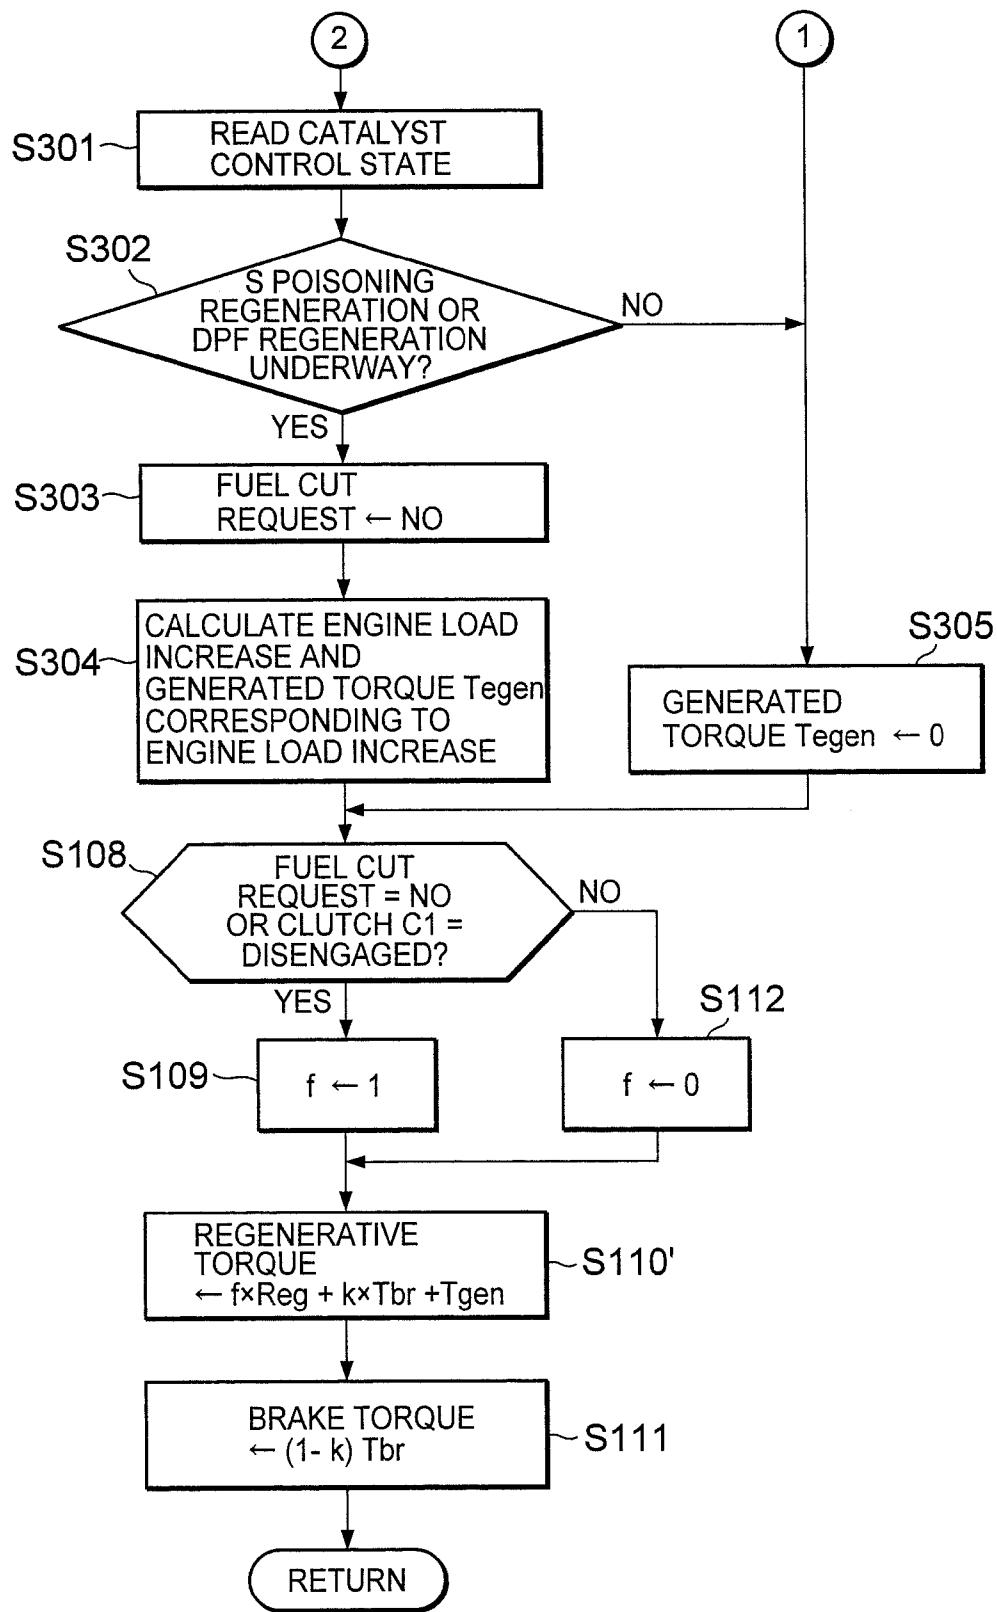 2
1
S301
READ CATALYST
CONTROL STATE
S302
S POISONING
REGENERATION OR
DPF REGENERATION
UNDERWAY?
NO
YES
S303
FUEL CUT
REQUEST ← NO
S304
CALCULATE ENGINE LOAD
INCREASE AND
GENERATED TORQUE Tegen
CORRESPONDING TO
ENGINE LOAD INCREASE
S305
GENERATED
TORQUE Tegen ← 0
S108
FUEL CUT
REQUEST = NO
OR CLUTCH C1 =
DISENGAGED?
NO
YES
S109
f ← 1
S112
f ← 0
REGENERATIVE
TORQUE
← f×Reg + k×Tbr +Tgen
S110'
BRAKE TORQUE
← (1- k) Tbr
S111
RETURN